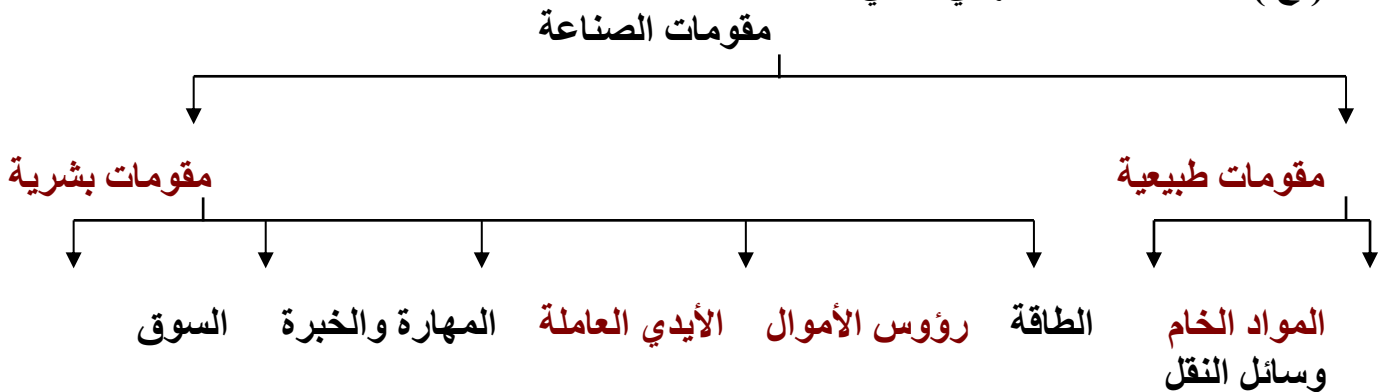 (ج)
مقومات الصناعة
مقومات طبيعية مقومات بشرية
المواد الخام الطاقة رؤوس الأموال الأيدي العاملة المهارة والخبرة السوق
وسائل النقل